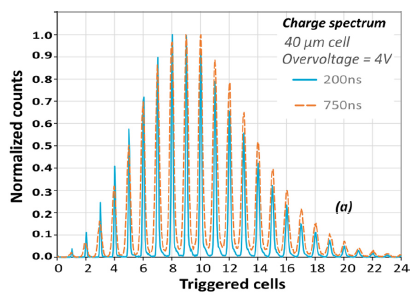 Charge spectrum
40 μm cell
Overvoltage = 4V
200ns
750ns
Normalized counts
1.0
0.9
0.8
0.7
0.6
0.5
0.4
0.3
0.2
0.1
0.0
(a)
0 2 4 6 8 10 12 14 16 18 20 22 24
Triggered cells